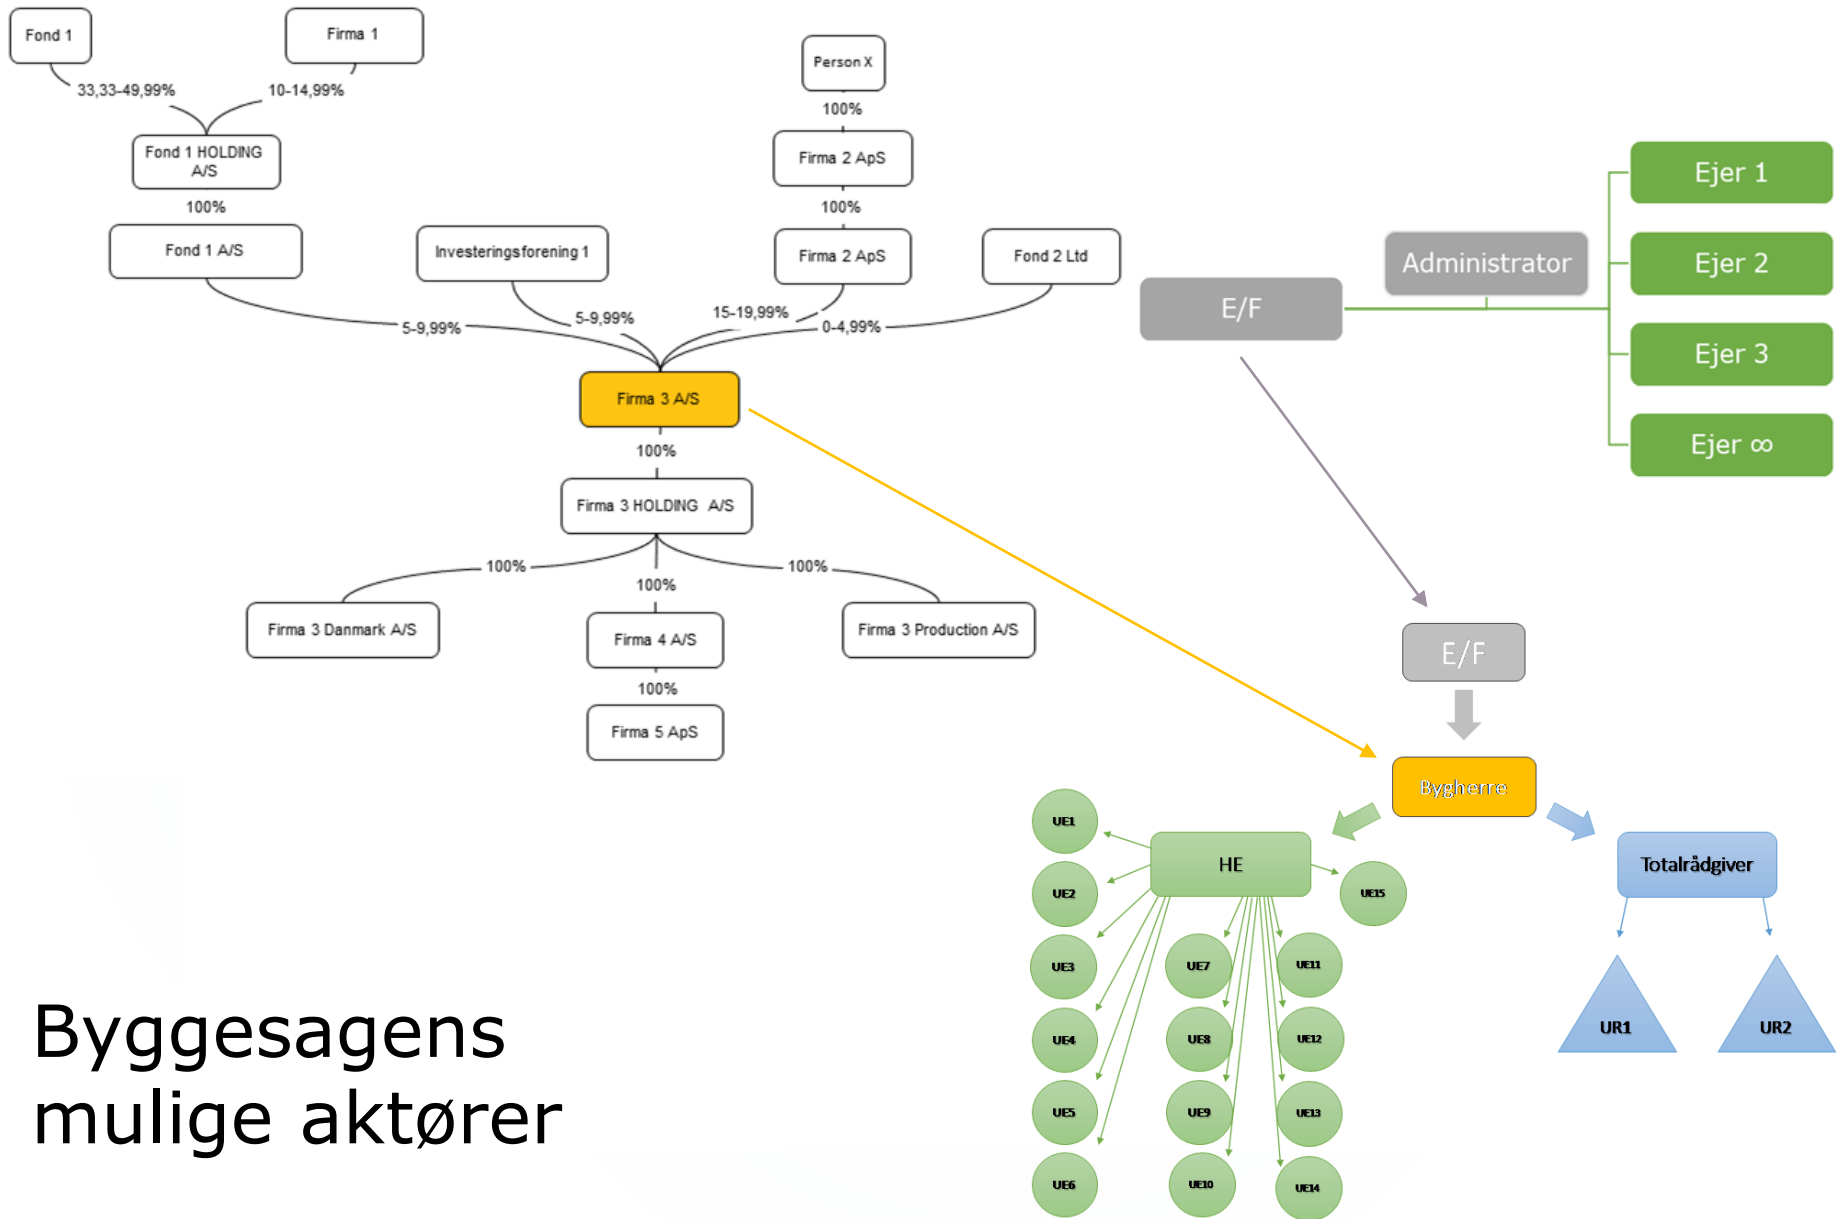 Fond 1
Firma 1
Person X
33,33-49,99%
10-14,99%
100%
Fond 1 HOLDING
A/S
Firma 2 ApS
100%
100%
Fond 1 A/S
Investeringsforening 1
Firma 2 ApS
Fond 2 Ltd
5-9,99%
5-9,99%
15-19,99%
0-4,99%
Firma 3 A/S
100%
Firma 3 HOLDING A/S
100%
100%
100%
Firma 3 Danmark A/S
Firma 4 A/S
Firma 3 Production A/S
100%
Firma 5 ApS
E/F
Administrator
Ejer 1
Ejer 2
Ejer 3
Ejer ∞
E/F
Bygherre
HE
Totalrådgiver
UE1
UE2
UE3
UE4
UE5
UE6
UE7
UE8
UE9
UE10
UE11
UE12
UE13
UE14
UE15
UR1
UR2
Byggesagens
mulige aktører